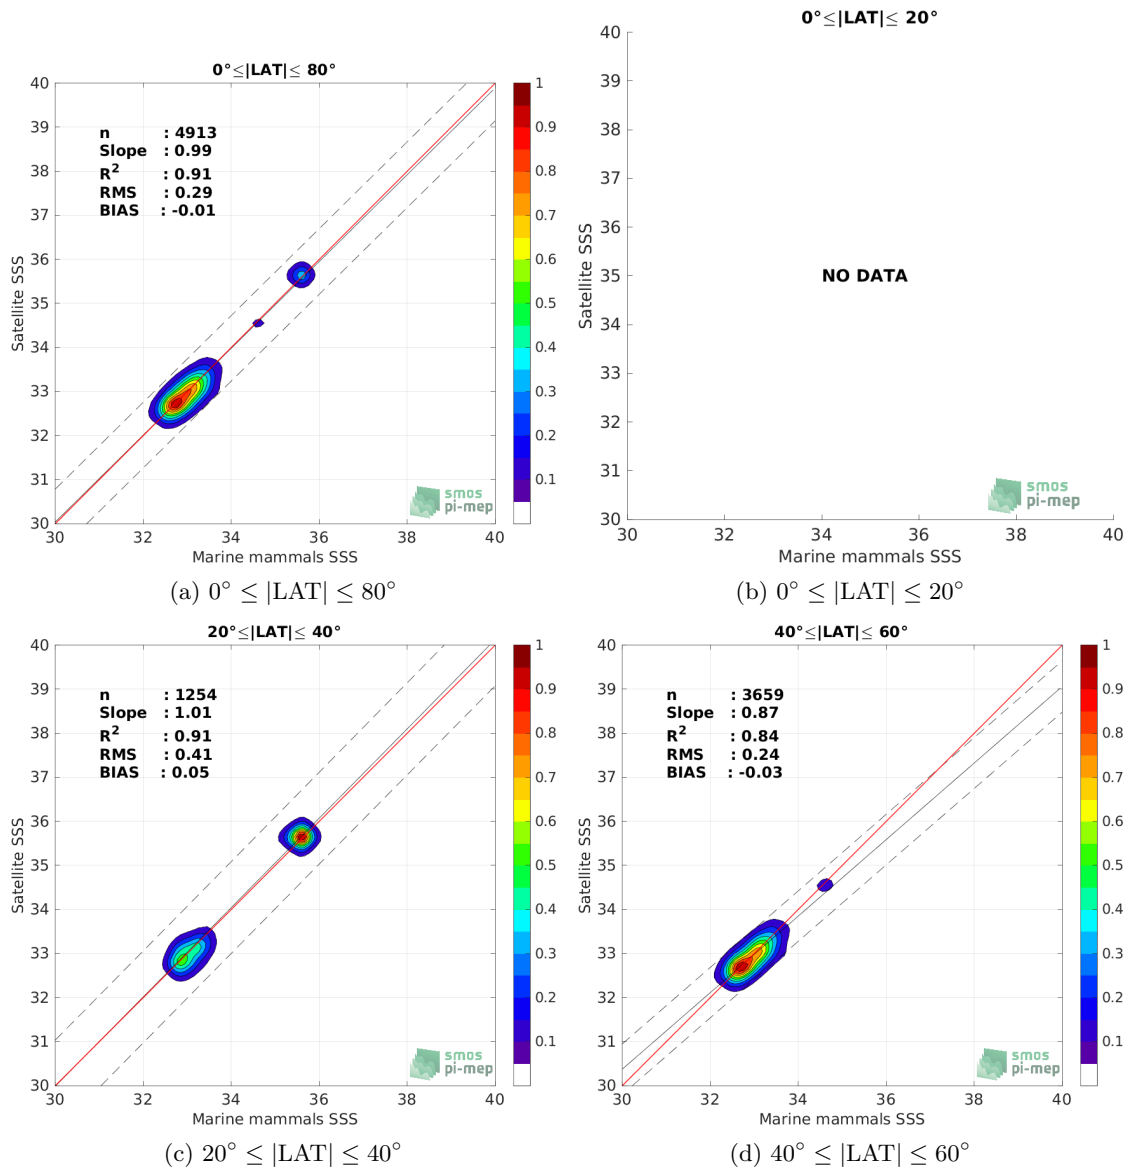 0°≤|LAT|≤ 80°
40
39
38
37
36
35
34
33
32
31
30
Satellite SSS
n : 4913
Slope : 0.99
R² : 0.91
RMS : 0.29
BIAS : -0.01
smos
pi-mep
30 32 34 36 38 40
Marine mammals SSS
1
0.9
0.8
0.7
0.6
0.5
0.4
0.3
0.2
0.1
(a) 0° ≤ |LAT| ≤ 80°
0°≤|LAT|≤ 20°
40
39
38
37
36
35
34
33
32
31
30
Satellite SSS
NO DATA
smos
pi-mep
30 32 34 36 38 40
Marine mammals SSS
(b) 0° ≤ |LAT| ≤ 20°
20°≤|LAT|≤ 40°
40
39
38
37
36
35
34
33
32
31
30
Satellite SSS
n : 1254
Slope : 1.01
R² : 0.91
RMS : 0.41
BIAS : 0.05
smos
pi-mep
30 32 34 36 38 40
Marine mammals SSS
1
0.9
0.8
0.7
0.6
0.5
0.4
0.3
0.2
0.1
(c) 20° ≤ |LAT| ≤ 40°
40°≤|LAT|≤ 60°
40
39
38
37
36
35
34
33
32
31
30
Satellite SSS
n : 3659
Slope : 0.87
R² : 0.84
RMS : 0.24
BIAS : -0.03
smos
pi-mep
30 32 34 36 38 40
Marine mammals SSS
1
0.9
0.8
0.7
0.6
0.5
0.4
0.3
0.2
0.1
(d) 40° ≤ |LAT| ≤ 60°